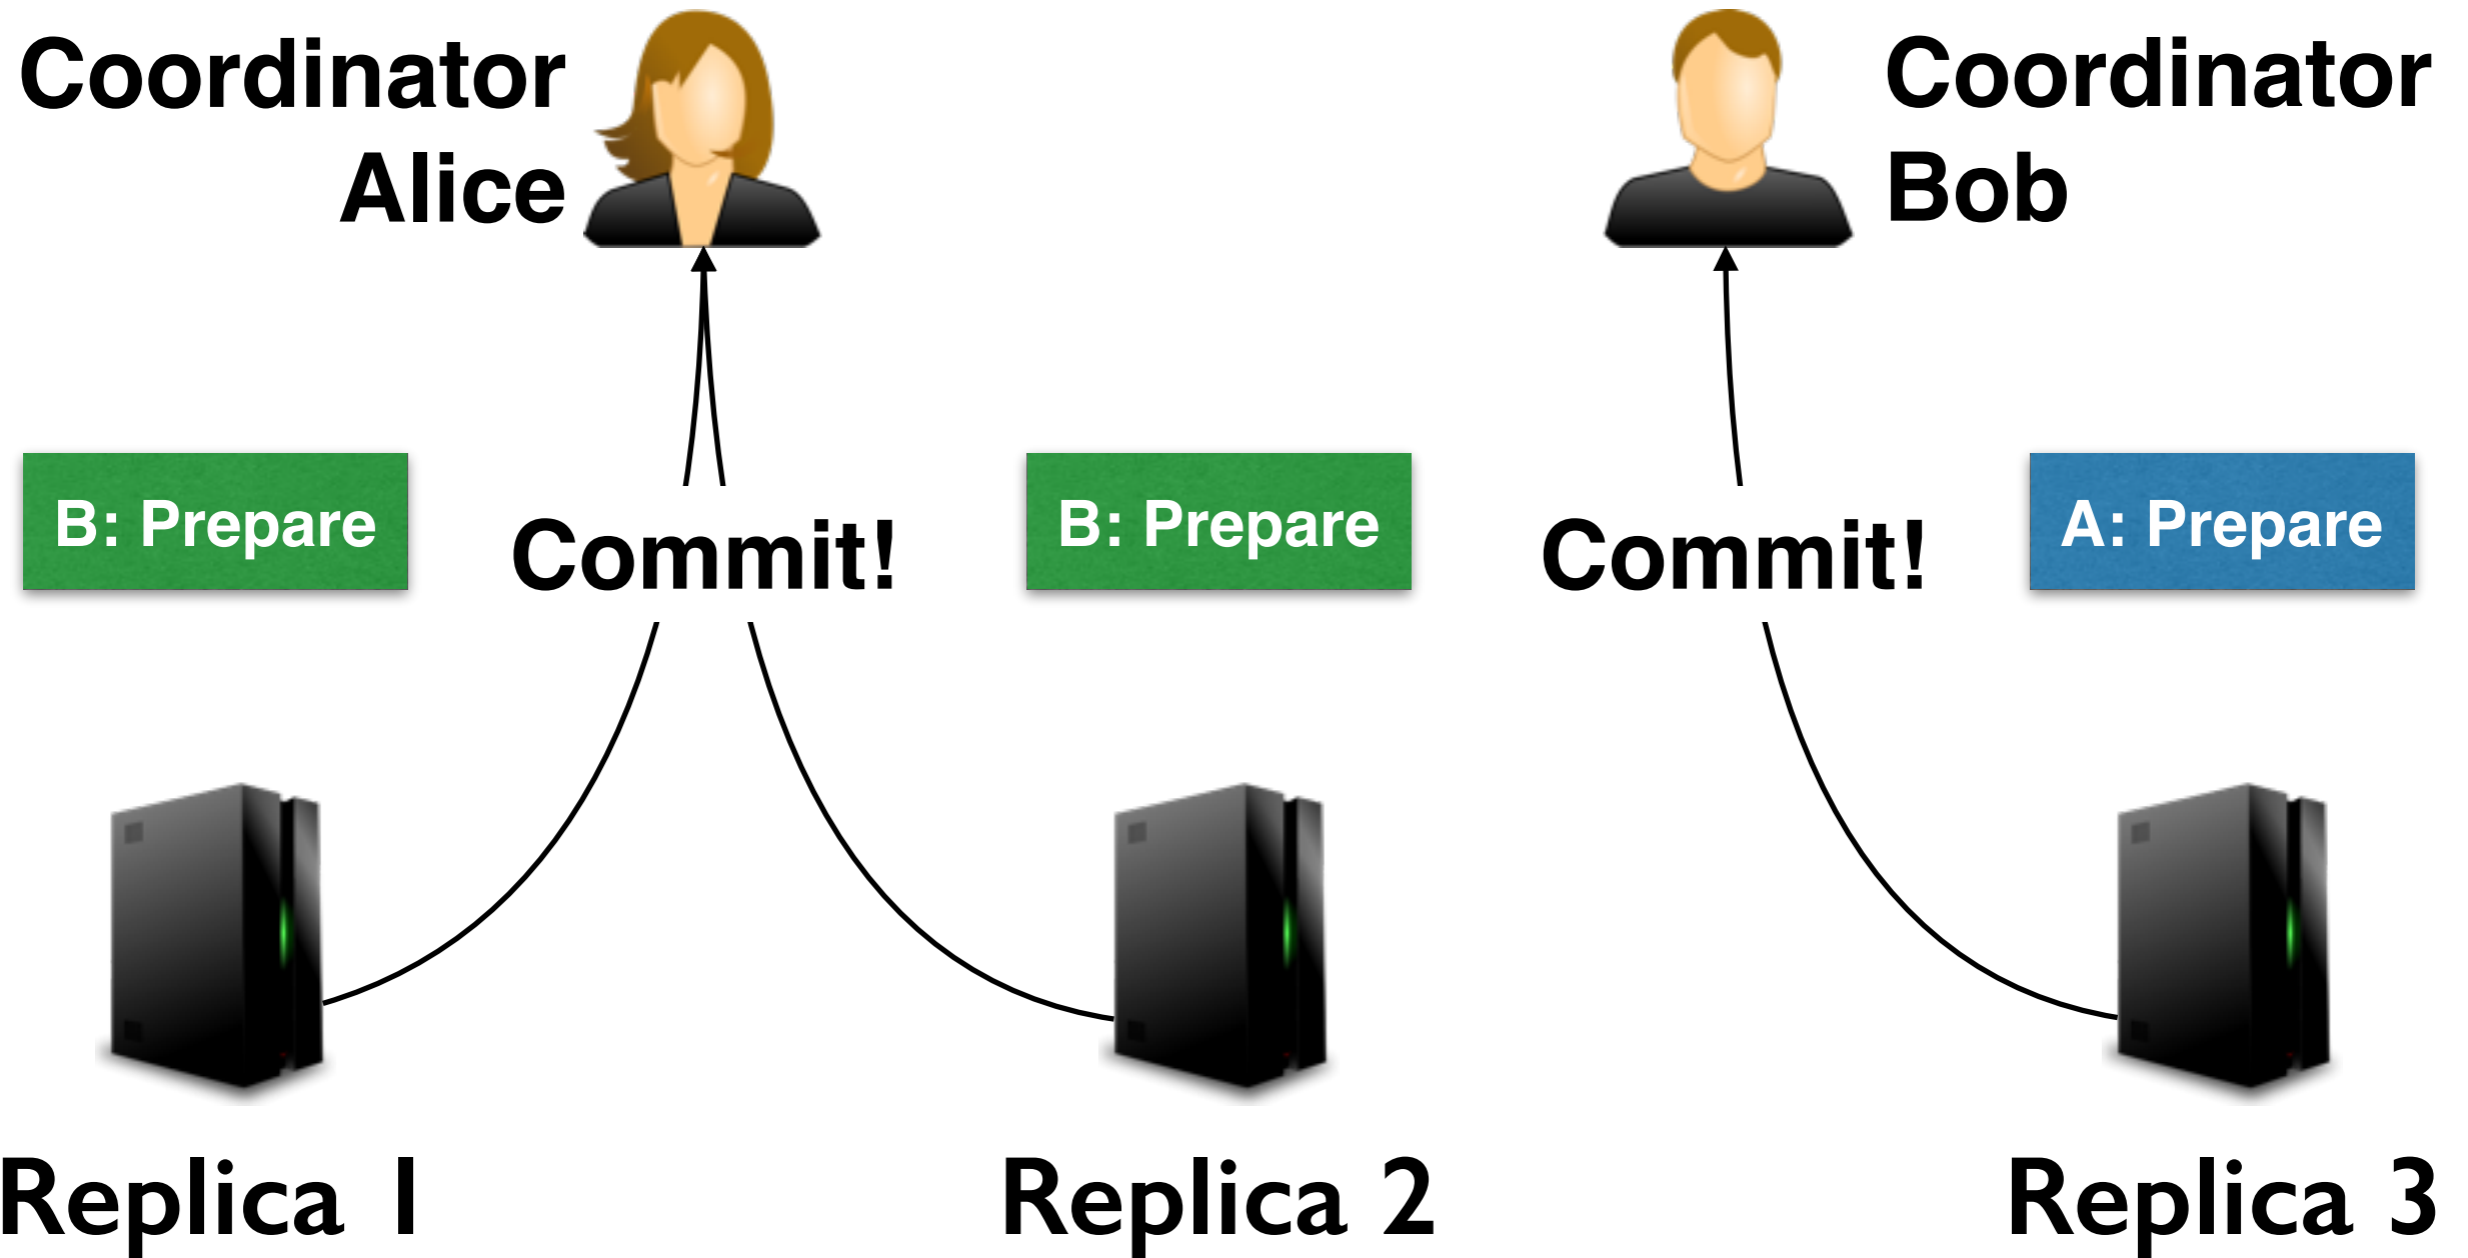 Coordinator
Alice
Coordinator
Bob
B: Prepare
Commit!
B: Prepare
Commit!
A: Prepare
Replica 1
Replica 2
Replica 3